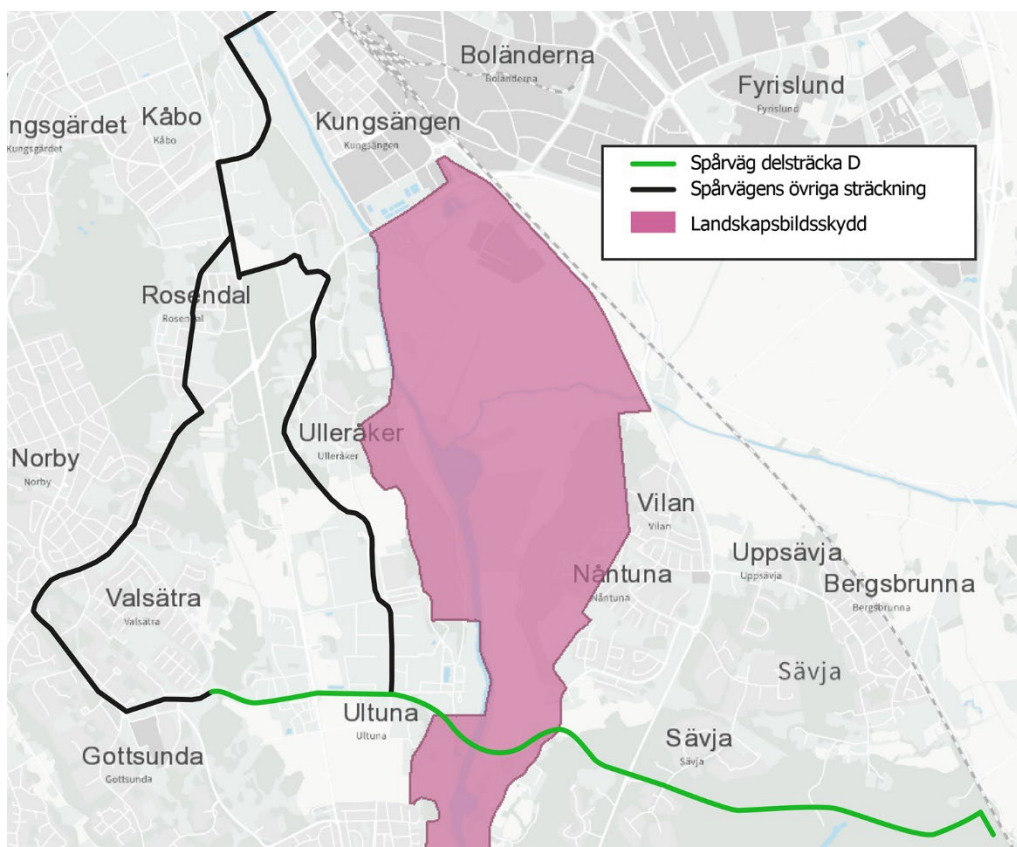 Boländerna
Boländerna
Fyrislund
Fyrislund
ngsgärdet
Kungsgärdet
Kåbo
Kåbo
Kungsängen
Kungsängen
Spårväg delsträcka D
Spårvägens övriga sträckning
Landskapsbildsskydd
Rosendal
Rosendal
Ulleråker
Ulleråker
Norby
Norby
Vilan
Vilan
Uppsävja
Uppsävja
Nåntuna
Nåntuna
Bergsbrunna
Bergsbrunna
Valsätra
Valsätra
Sävja
Ultuna
Ultuna
Sävja
Sävja
Gottsunda
Gottsunda